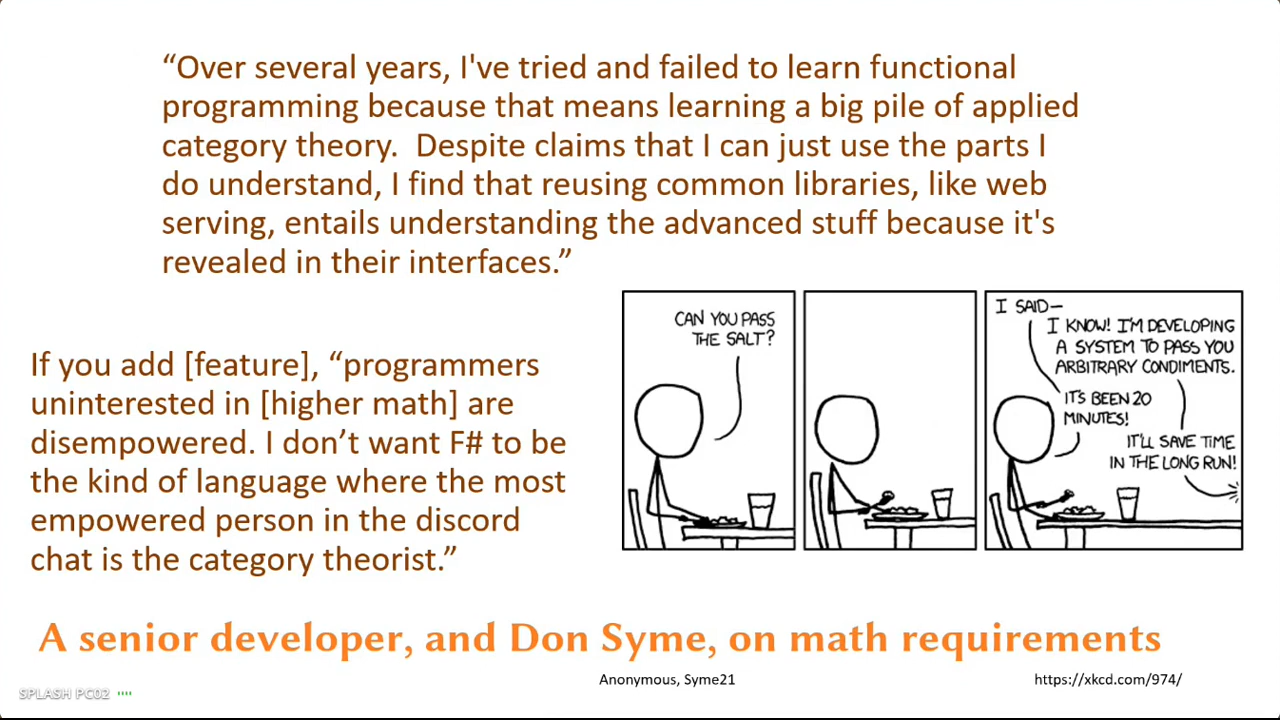 “Over several years, I've tried and failed to learn functional
programming because that means learning a big pile of applied
category theory.  Despite claims that I can just use the parts I
do understand, I find that reusing common libraries, like web
serving, entails understanding the advanced stuff because it's
revealed in their interfaces.”
If you add [feature], “programmers
uninterested in [higher math] are
disempowered. I don’t want F# to be
the kind of language where the most
empowered person in the discord
chat is the category theorist.”
CAN YOU PASS
THE SALT?
I SAID—
I KNOW! I'M DEVELOPING
A SYSTEM TO PASS YOU
ARBITRARY CONDIMENTS.
IT'S BEEN 20
MINUTES!
IT'LL SAVE TIME
IN THE LONG RUN!
A senior developer, and Don Syme, on math requirements
Anonymous, Syme21
https://xkcd.com/974/
SPLASH PC02